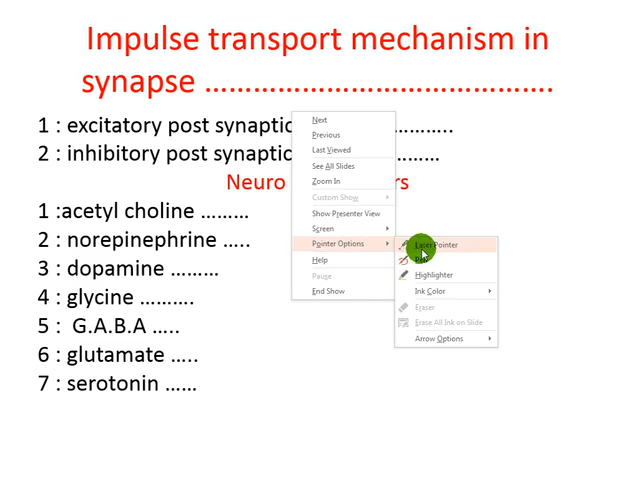 Impulse transport mechanism in
synapse ………………………………………
1 : excitatory post synaptic ………..
2 : inhibitory post synaptic ………
Neuro rs
1 :acetyl choline ………
2 : norepinephrine …..
3 : dopamine ………
4 : glycine ……….
5 : G.A.B.A …..
6 : glutamate …..
7 : serotonin ……
Next
Previous
Last Viewed
See All Slides
Zoom In
Custom Show
Show Presenter View
Screen
Pointer Options
Help
Pause
End Show
Laser Pointer
Pen
Highlighter
Ink Color
Eraser
Erase All Ink on Slide
Arrow Options